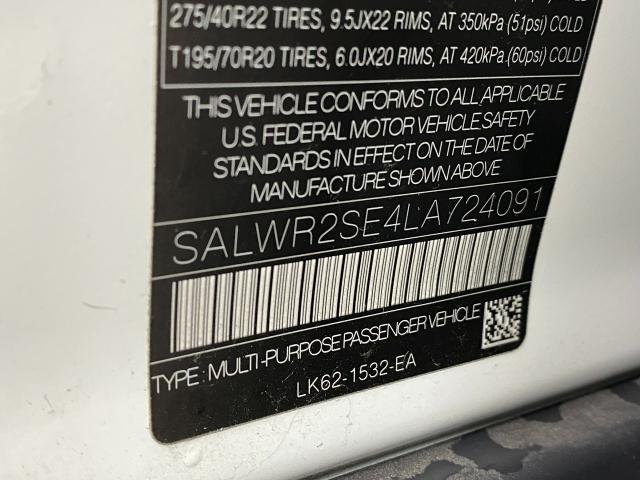 275/40R22 TIRES, 9.5JX22 RIMS, AT 350kPa (51psi) COLD
T195/70R20 TIRES, 6.0JX20 RIMS, AT 420kPa (60psi) COLD
THIS VEHICLE CONFORMS TO ALL APPLICABLE
U.S. FEDERAL MOTOR VEHICLE SAFETY
STANDARDS IN EFFECT ON THE DATE OF
MANUFACTURE SHOWN ABOVE
SALWR2SE4LA724091
TYPE : MULTI-PURPOSE PASSENGER VEHICLE
LK62-1532-EA